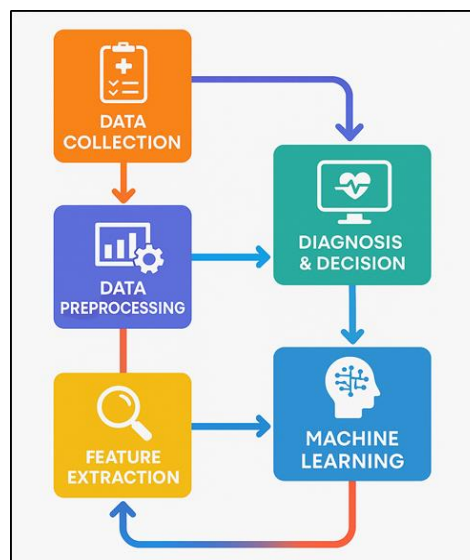 DATA
COLLECTION
DIAGNOSIS
& DECISION
DATA
PREPROCESSING
FEATURE
EXTRACTION
MACHINE
LEARNING